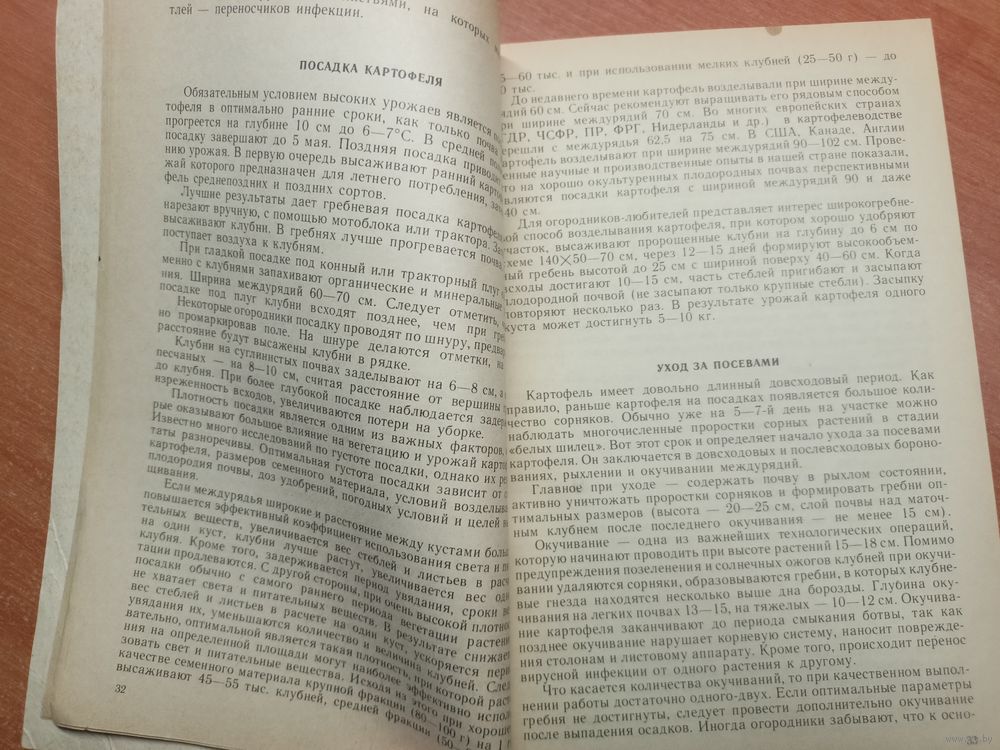 на которых
тлей — переносчиков инфекции.
ПОСАДКА КАРТОФЕЛЯ
Обязательным условием высоких урожаев является
тофеля в оптимально ранние сроки, как только почва
прогреется на глубине 10 см до 6—7°С. В средней
посадку завершают до 5 мая. Поздняя посадка приводит
нию урожая. В первую очередь высаживают ранний
жай которого предназначен для летнего потребления,
фель среднепоздних и поздних сортов.
Лучшие результаты дает гребневая посадка картофеля.
нарезают вручную, с помощью мотоблока или трактора.
высаживают клубни. В гребнях лучше прогревается почва
поступает воздуха к клубням.
При гладкой посадке под конный или тракторный плуг
менно с клубнями запахивают органические и минеральные
ния. Ширина междурядий 60—70 см. Следует отметить,
посадке под плуг клубни всходят позднее, чем при
Некоторые огородники посадку проводят по шнуру,
но промаркировав поле. На шнуре делаются отметки, на
расстояние будут высажены клубни в рядке.
Клубни на суглинистых почвах заделывают на 6—8 см, а
песчаных — на 8—10 см, считая расстояние от вершины
до клубня. При более глубокой посадке наблюдается
изреженность всходов, увеличиваются потери на уборке.
Плотность посадки является одним из важных факторов,
рые оказывают большое влияние на вегетацию и урожай
Известно много исследований по густоте посадки, однако их
таты разноречивы. Оптимальная густота посадки зависит от
картофеля, размеров семенного материала, условий
плодородия почвы, доз удобрений, погодных условий и целей
щивания.
Если междурядья широкие и расстояние между кустами
повышается эффективный коэффициент использования света и
тельных веществ, увеличивается вес стеблей и листьев в
на один куст, клубни лучше растут, увеличивается вес
клубня. Кроме того, задерживается период увядания, сроки
тации продлеваются. С другой стороны, при очень высокой
посадки обычно с самого раннего периода вегетации
не хватает света и питательных веществ. В результате снижается
вес стеблей и листьев в расчете на один куст, ускоряется
увядания их, уменьшаются количество и величина клубней.
вательно, оптимальной является такая плотность, при которой
ния на определенной площади могут наиболее эффективно
зовать свет и питательные вещества. Исходя из этого при
качестве семенного материала крупной фракции (80—100 г) на 1
высаживают 45—55 тыс. клубней, средней фракции
32
—60 тыс. и при использовании мелких клубней (25—50 г) — до
тыс.
До недавнего времени картофель возделывали при ширине между-
рядий 60 см. Сейчас рекомендуют выращивать его рядовым способом
при ширине междурядий 70 см. Во многих европейских странах
(ГДР, ЧСФР, ПР, ФРГ, Нидерланды и др.) в картофелеводстве
перешли с междурядья 62,5 на 75 см. В США, Канаде, Англии
картофель возделывают при ширине междурядий 90—102 см. Прове-
денные научные и производственные опыты в нашей стране показали,
что на хорошо окультуренных плодородных почвах перспективными
являются посадки картофеля с шириной междурядий 90 и даже
40 см.
Для огородников-любителей представляет интерес широкогребне-
вой способ возделывания картофеля, при котором хорошо удобряют
участок, высаживают пророщенные клубни на глубину до 6 см по
схеме 140×50—70 см, через 12—15 дней формируют высокообъем-
ный гребень высотой до 25 см с шириной поверху 40—60 см. Когда
всходы достигают 10—15 см, часть стеблей пригибают и засыпают
плодородной почвой (не засыпают только крупные стебли). Засыпку
повторяют несколько раз. В результате урожай картофеля одного
куста может достигнуть 5—10 кг.
УХОД ЗА ПОСЕВАМИ
Картофель имеет довольно длинный довсходовый период. Как
правило, раньше картофеля на посадках появляется большое коли-
чество сорняков. Обычно уже на 5—7-й день на участке можно
наблюдать многочисленные проростки сорных растений в стадии
«белых шилец». Вот этот срок и определяет начало ухода за посевами
картофеля. Он заключается в довсходовых и послевсходовых бороно-
ваниях, рыхлении и окучивании междурядий.
Главное при уходе — содержать почву в рыхлом состоянии,
активно уничтожать проростки сорняков и формировать гребни оп-
тимальных размеров (высота — 20—25 см, слой почвы над маточ-
ным клубнем после последнего окучивания — не менее 15 см).
Окучивание — одна из важнейших технологических операций,
которую начинают проводить при высоте растений 15—18 см. Помимо
предупреждения позеленения и солнечных ожогов клубней при окучи-
вании удаляются сорняки, образовываются гребни, в которых клубне-
вые гнезда находятся несколько выше дна борозды. Глубина оку-
чивания на легких почвах 13—15, на тяжелых — 10—12 см. Окучива-
ние картофеля заканчивают до периода смыкания ботвы, так как
позднее окучивание нарушает корневую систему, наносит поврежде-
ния столонам и листовому аппарату. Кроме того, происходит перенос
вирусной инфекции от одного растения к другому.
Что касается количества окучиваний, то при качественном выпол-
нении работы достаточно одного-двух. Если оптимальные параметры
гребня не достигнуты, следует провести дополнительно окучивание
после выпадения осадков. Иногда огородники забывают, что к осно-
33